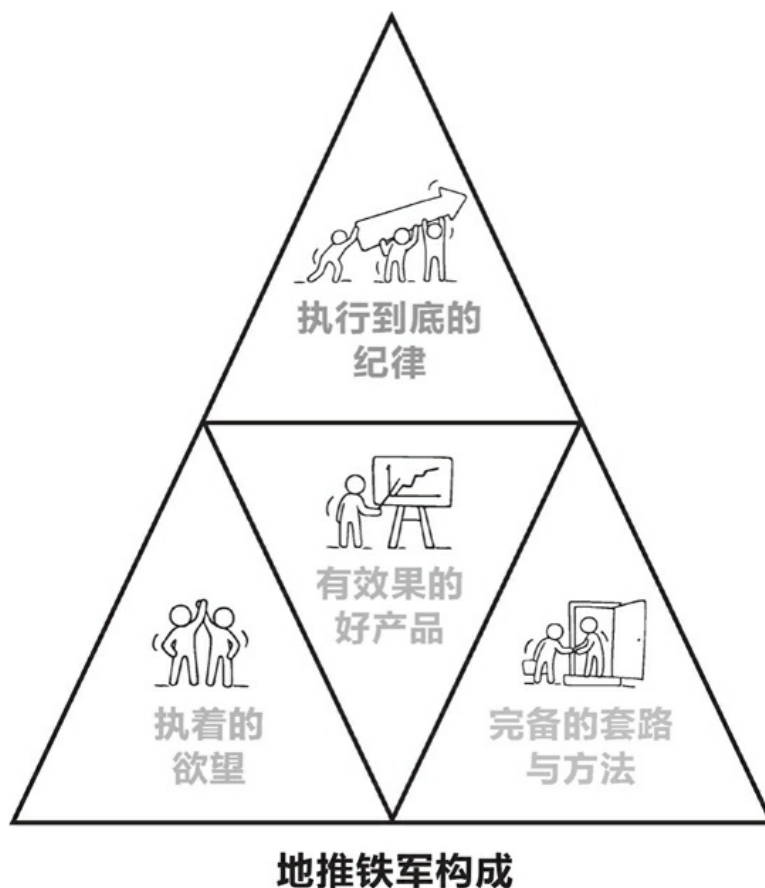 执行到底的
纪律
有效果的
好产品
执着的
欲望
完备的套路
与方法
地推铁军构成